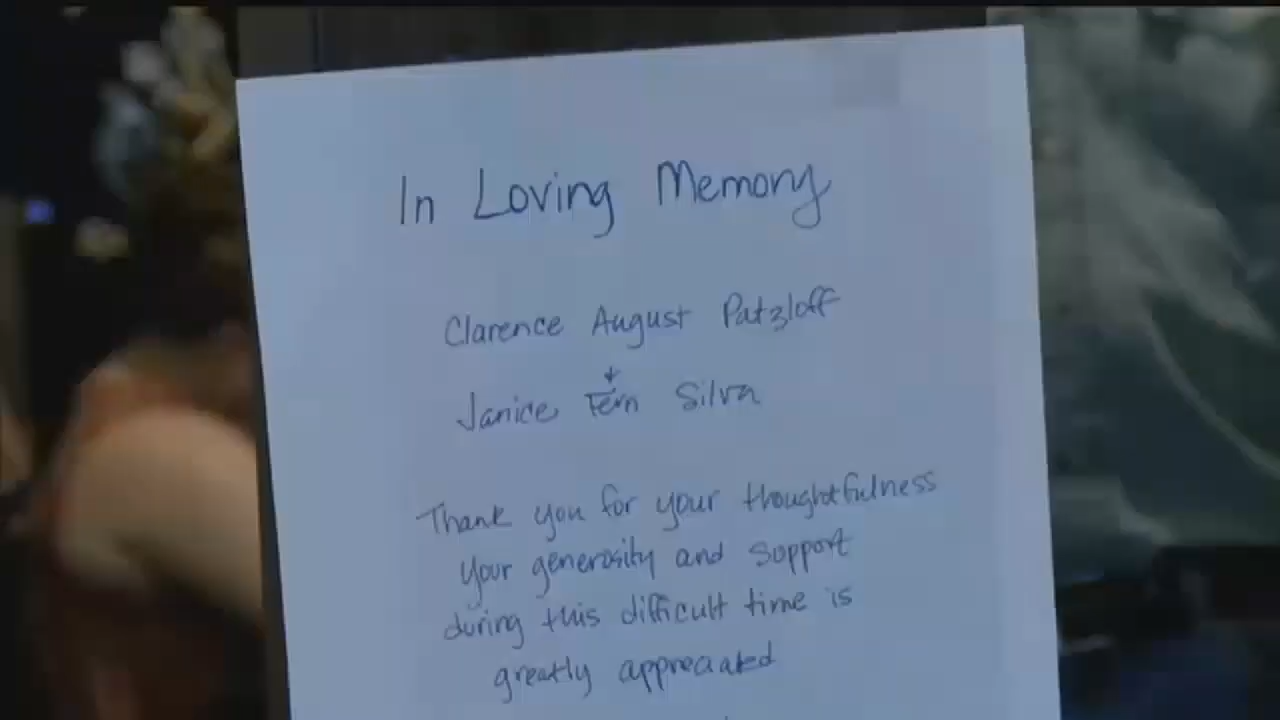 In Loving Memory
Clarence August Patzloff
+
Janice Fern Silva
Thank you for your thoughtfulness
your generosity and support
during this difficult time is
greatly appreciated